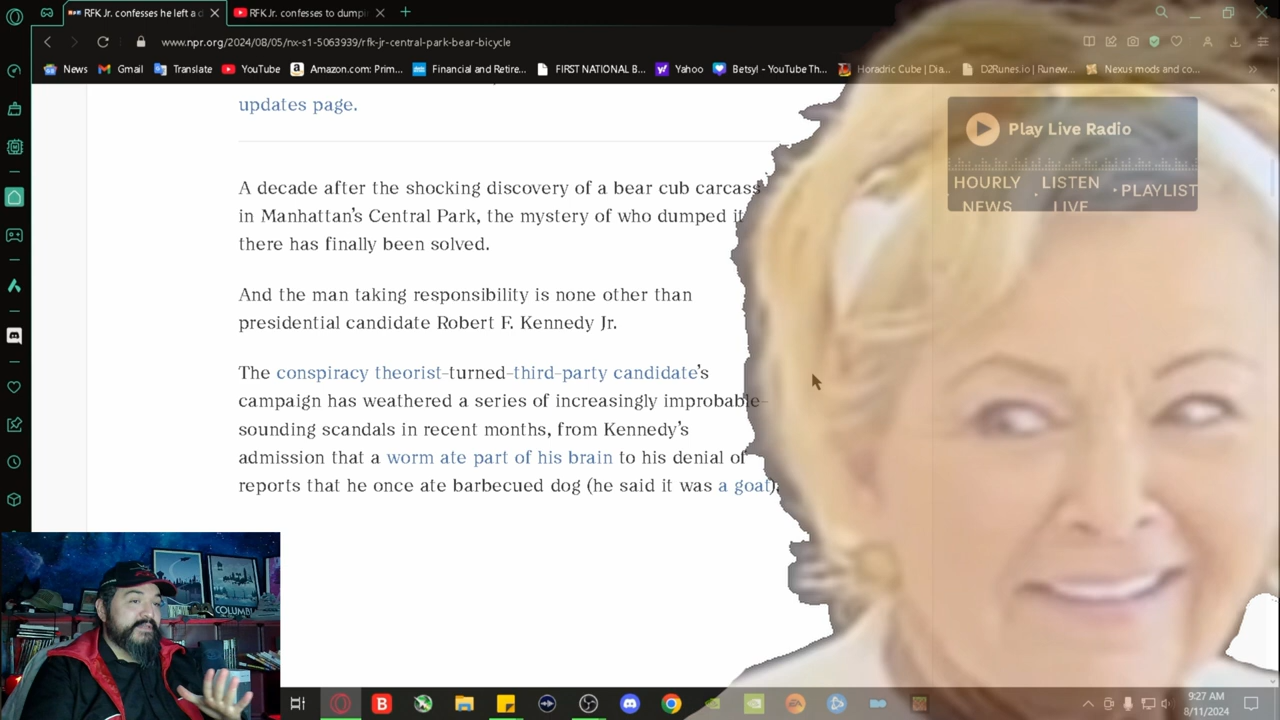 RFK Jr. confesses he left a d
RFK Jr. confesses to dumpi
www.npr.org/2024/08/05/nx-s1-5063939/rfk-jr-central-park-bear-bicycle
News
Gmail
Translate
YouTube
Amazon.com: Prim...
Financial and Retire...
FIRST NATIONAL B...
Yahoo
Betsy! - YouTube Th...
Horadric Cube | Dia...
D2Runes.io | Runew...
Nexus mods and co...
updates page.
Play Live Radio
HOURLY NEWS
LISTEN LIVE
PLAYLIST
A decade after the shocking discovery of a bear cub carcass
in Manhattan's Central Park, the mystery of who dumped it
there has finally been solved.
And the man taking responsibility is none other than
presidential candidate Robert F. Kennedy Jr.
The conspiracy theorist-turned-third-party candidate's
campaign has weathered a series of increasingly improbable-
sounding scandals in recent months, from Kennedy's
admission that a worm ate part of his brain to his denial of
reports that he once ate barbecued dog (he said it was a goat).
COLUMBI
9:27 AM
8/11/2024